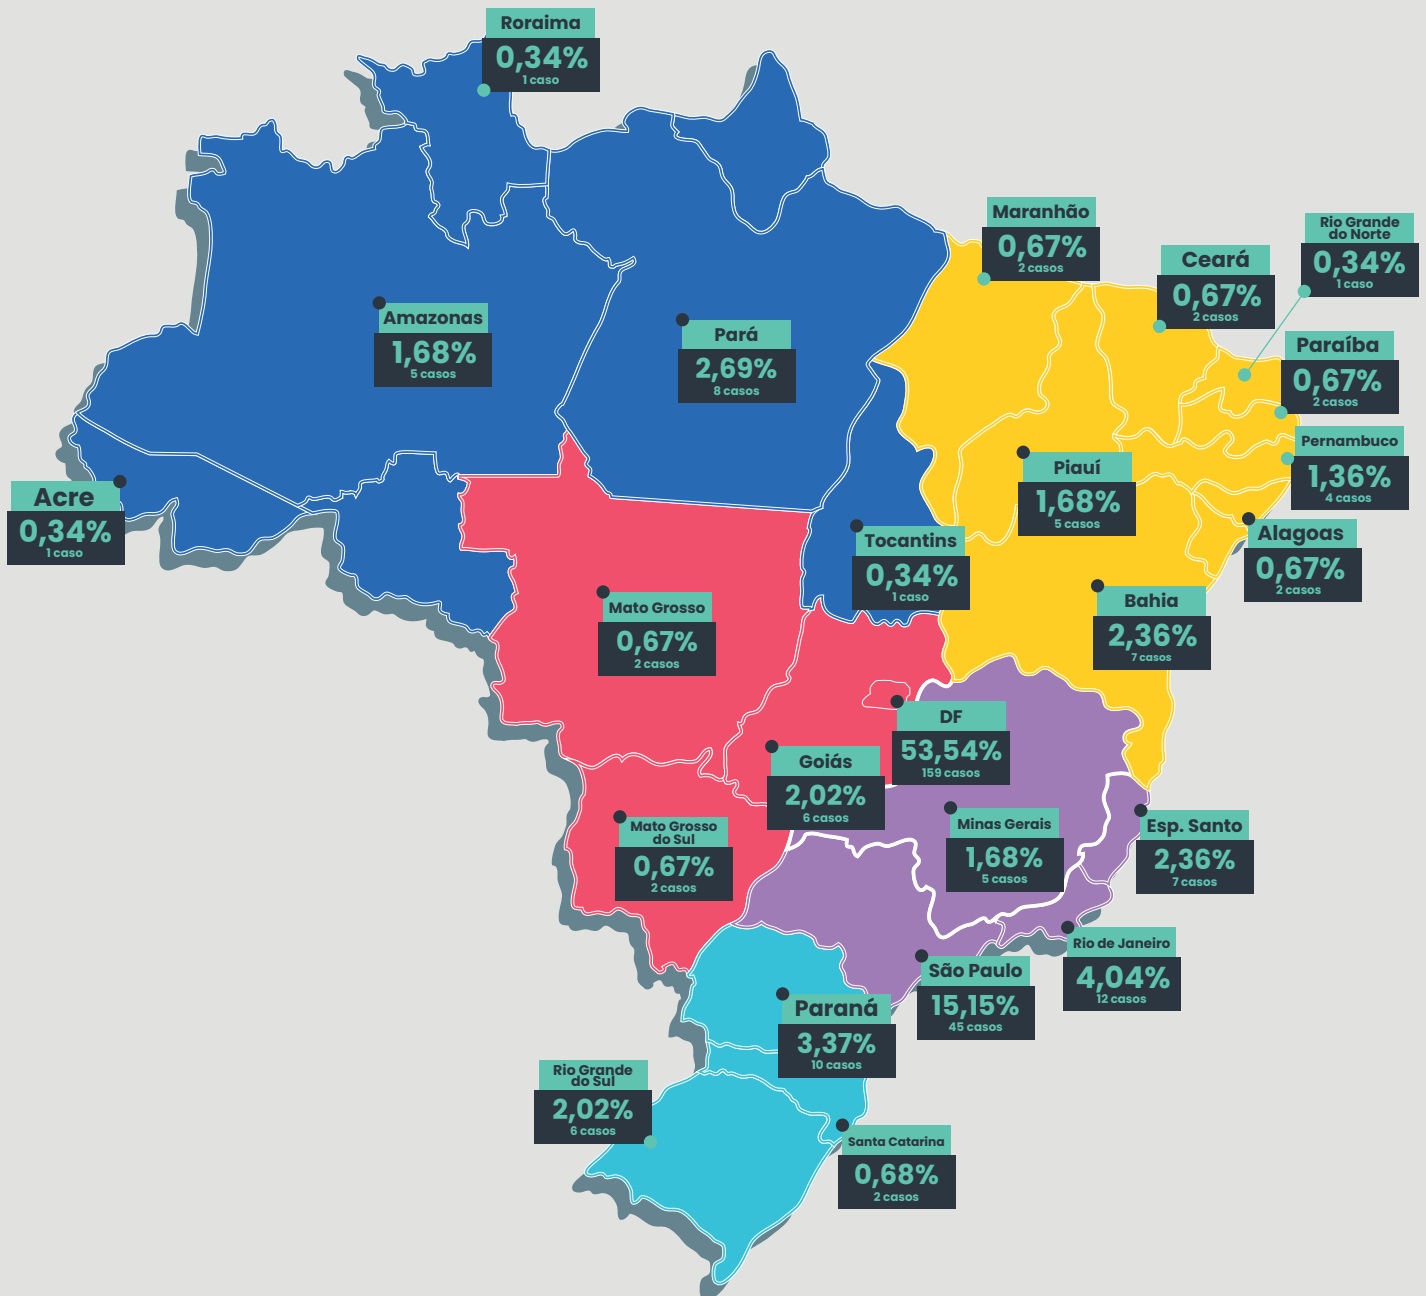 Roraima
0,34%
1 caso
Maranhão
0,67%
2 casos
Rio Grande
do Norte
0,34%
1 caso
Ceará
0,67%
2 casos
Amazonas
1,68%
5 casos
Pará
2,69%
8 casos
Paraíba
0,67%
2 casos
Pernambuco
1,36%
4 casos
Piauí
1,68%
5 casos
Acre
0,34%
1 caso
Tocantins
0,34%
1 caso
Alagoas
0,67%
2 casos
Mato Grosso
0,67%
2 casos
Bahia
2,36%
7 casos
DF
53,54%
159 casos
Goiás
2,02%
6 casos
Mato Grosso
do Sul
0,67%
2 casos
Minas Gerais
1,68%
5 casos
Esp. Santo
2,36%
7 casos
Rio de Janeiro
4,04%
12 casos
São Paulo
15,15%
45 casos
Paraná
3,37%
10 casos
Rio Grande
do Sul
2,02%
6 casos
Santa Catarina
0,68%
2 casos